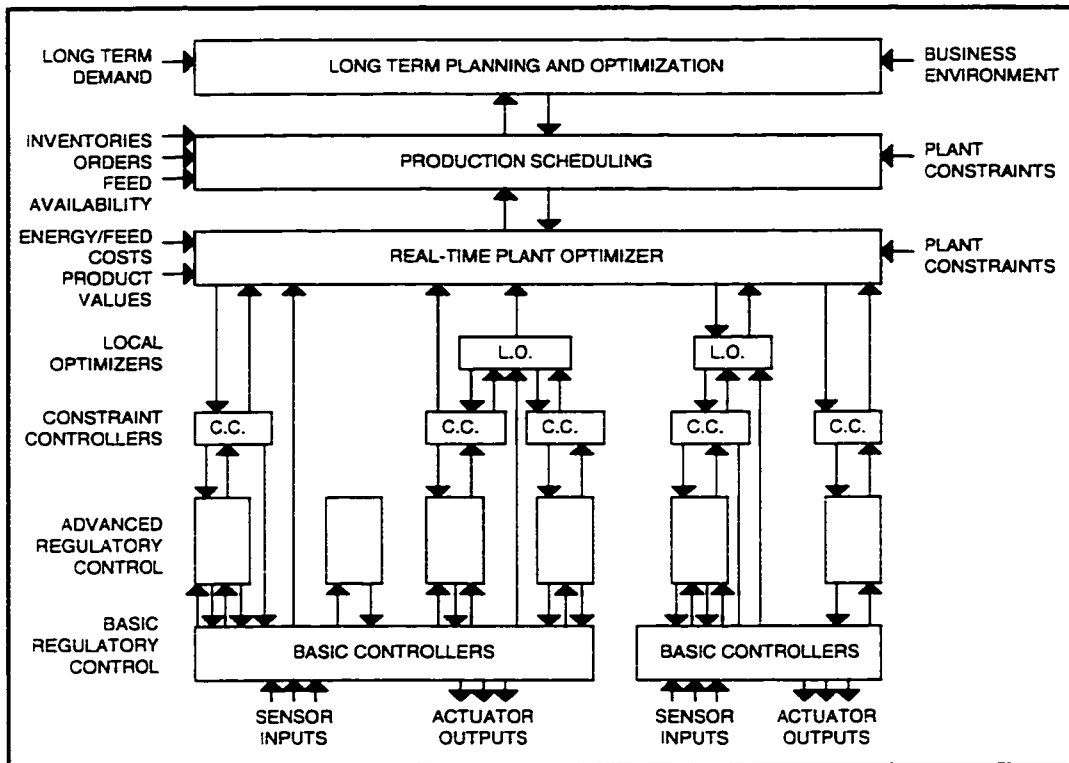 LONG TERM
DEMAND
LONG TERM PLANNING AND OPTIMIZATION
BUSINESS
ENVIRONMENT
INVENTORIES
ORDERS
FEED
AVAILABILITY
PRODUCTION SCHEDULING
PLANT
CONSTRAINTS
ENERGY/FEED
COSTS
PRODUCT
VALUES
REAL-TIME PLANT OPTIMIZER
PLANT
CONSTRAINTS
LOCAL
OPTIMIZERS
L.O.
L.O.
CONSTRAINT
CONTROLLERS
C.C.
C.C.
C.C.
C.C.
C.C.
ADVANCED
REGULATORY
CONTROL
BASIC
REGULATORY
CONTROL
BASIC CONTROLLERS
BASIC CONTROLLERS
SENSOR
INPUTS
ACTUATOR
OUTPUTS
SENSOR
INPUTS
ACTUATOR
OUTPUTS